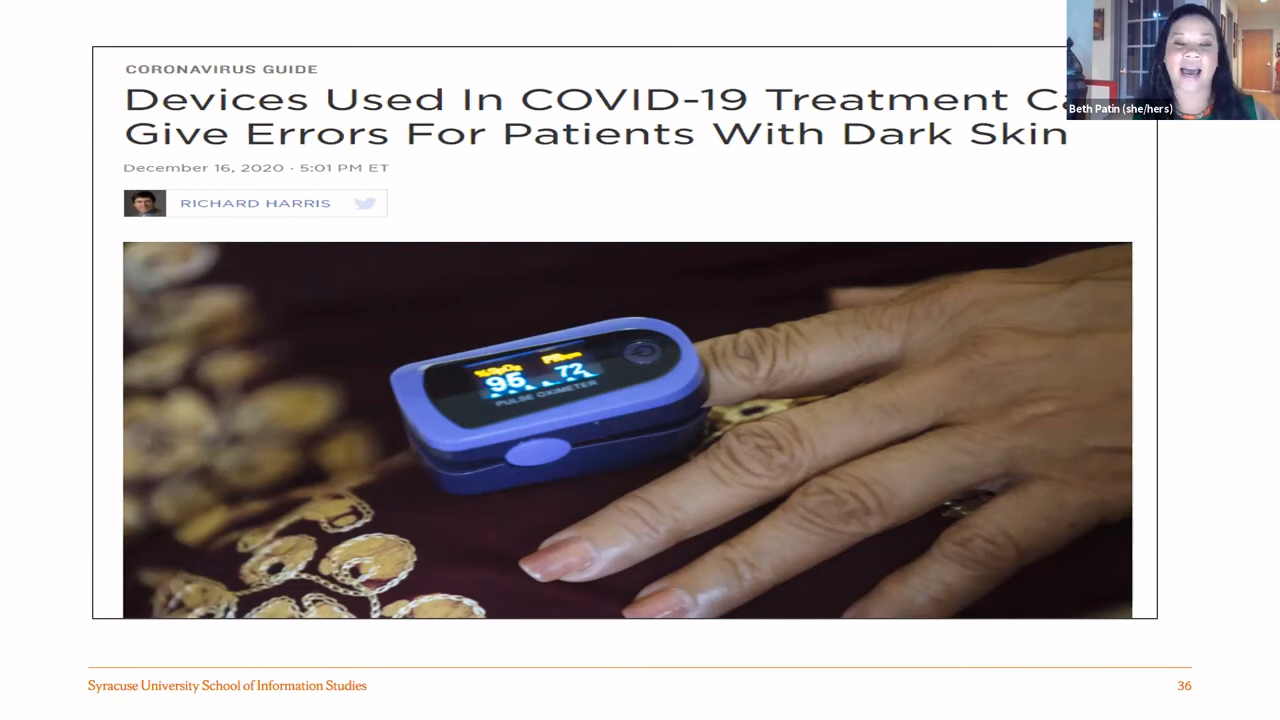 CORONAVIRUS GUIDE
Devices Used In COVID-19 Treatment
Give Errors For Patients With Dark Skin
December 16, 2020 · 5:01 PM ET
RICHARD HARRIS
Beth Patin (she/hers)
%SpO2
95 72
PULSE OXIMETER
Syracuse University School of Information Studies
36